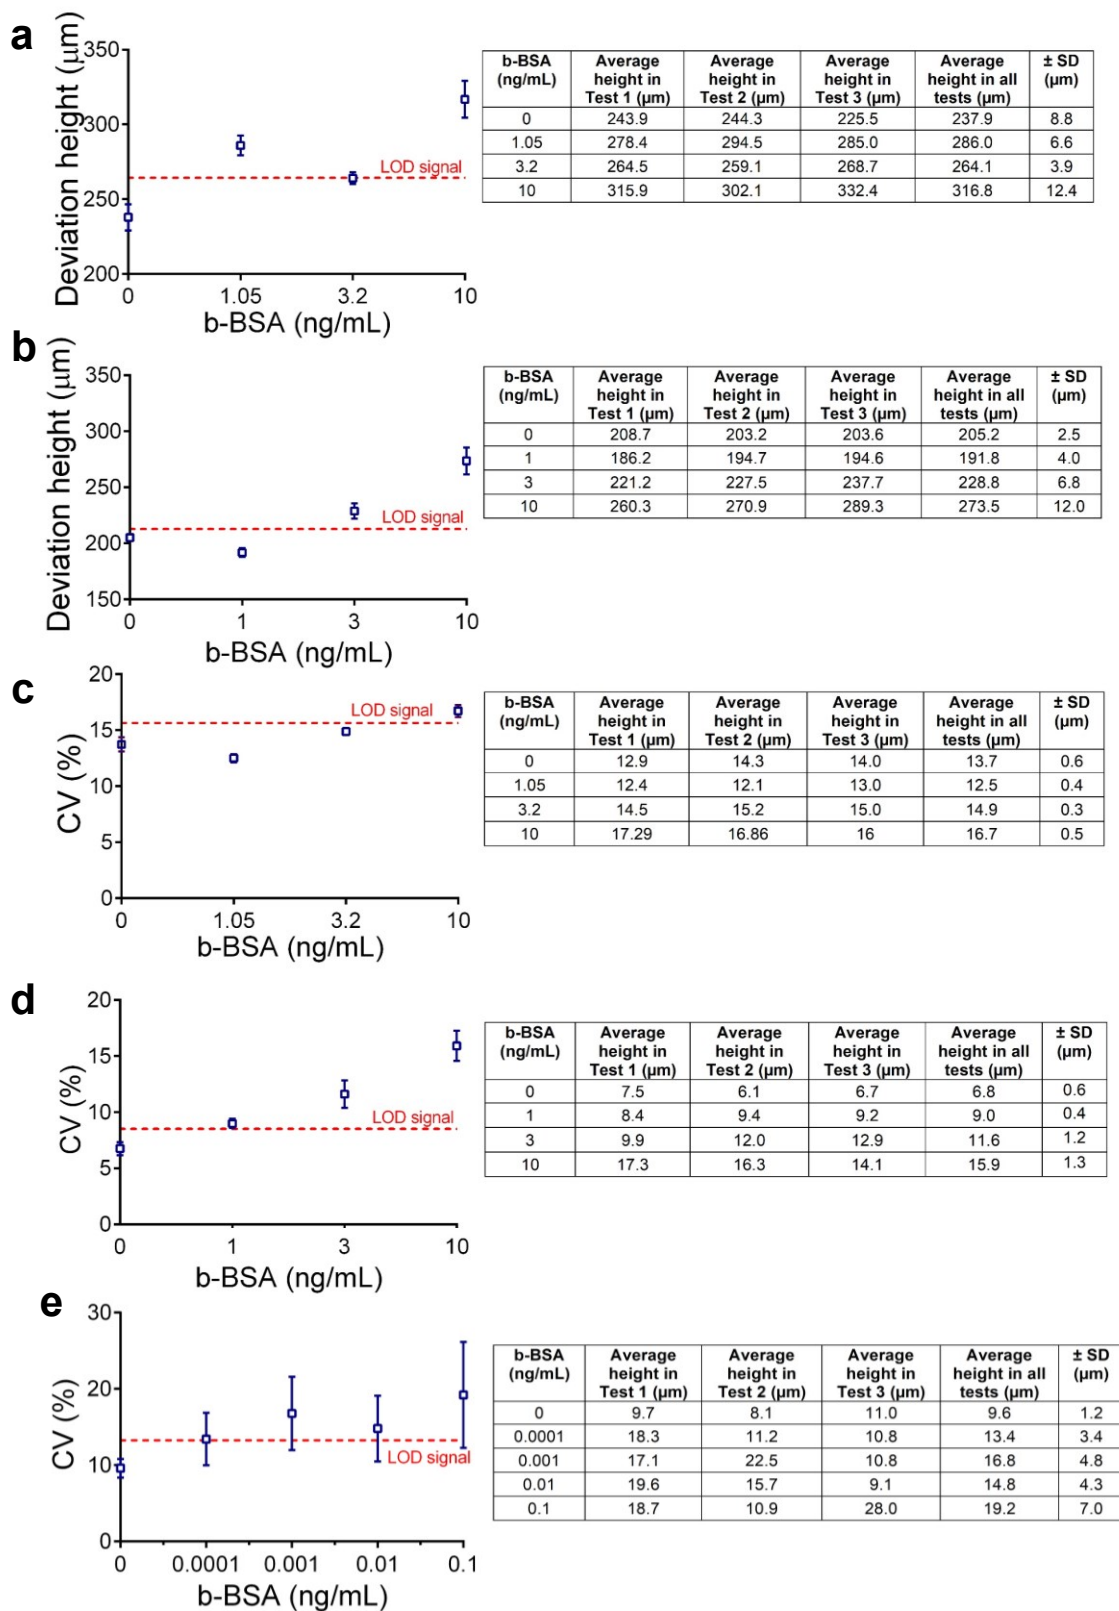 a
Deviation height (μm)
350
300
250
200
LOD signal
0 1.05 3.2 10
b-BSA (ng/mL)
b-BSA (ng/mL) Average height in Test 1 (μm) Average height in Test 2 (μm) Average height in Test 3 (μm) Average height in all tests (μm) ± SD (μm)
0 243.9 244.3 225.5 237.9 8.8
1.05 278.4 294.5 285.0 286.0 6.6
3.2 264.5 259.1 268.7 264.1 3.9
10 315.9 302.1 332.4 316.8 12.4
b
Deviation height (μm)
350
300
250
200
150
LOD signal
0 1 3 10
b-BSA (ng/mL)
b-BSA (ng/mL) Average height in Test 1 (μm) Average height in Test 2 (μm) Average height in Test 3 (μm) Average height in all tests (μm) ± SD (μm)
0 208.7 203.2 203.6 205.2 2.5
1 186.2 194.7 194.6 191.8 4.0
3 221.2 227.5 237.7 228.8 6.8
10 260.3 270.9 289.3 273.5 12.0
c
CV (%)
20
15
10
5
0
LOD signal
0 1.05 3.2 10
b-BSA (ng/mL)
b-BSA (ng/mL) Average height in Test 1 (μm) Average height in Test 2 (μm) Average height in Test 3 (μm) Average height in all tests (μm) ± SD (μm)
0 12.9 14.3 14.0 13.7 0.6
1.05 12.4 12.1 13.0 12.5 0.4
3.2 14.5 15.2 15.0 14.9 0.3
10 17.29 16.86 16 16.7 0.5
d
CV (%)
20
15
10
5
0
LOD signal
0 1 3 10
b-BSA (ng/mL)
b-BSA (ng/mL) Average height in Test 1 (μm) Average height in Test 2 (μm) Average height in Test 3 (μm) Average height in all tests (μm) ± SD (μm)
0 7.5 6.1 6.7 6.8 0.6
1 8.4 9.4 9.2 9.0 0.4
3 9.9 12.0 12.9 11.6 1.2
10 17.3 16.3 14.1 15.9 1.3
e
CV (%)
30
20
10
0
LOD signal
0 0.0001 0.001 0.01 0.1
b-BSA (ng/mL)
b-BSA (ng/mL) Average height in Test 1 (μm) Average height in Test 2 (μm) Average height in Test 3 (μm) Average height in all tests (μm) ± SD (μm)
0 9.7 8.1 11.0 9.6 1.2
0.0001 18.3 11.2 10.8 13.4 3.4
0.001 17.1 22.5 10.8 16.8 4.8
0.01 19.6 15.7 9.1 14.8 4.3
0.1 18.7 10.9 28.0 19.2 7.0